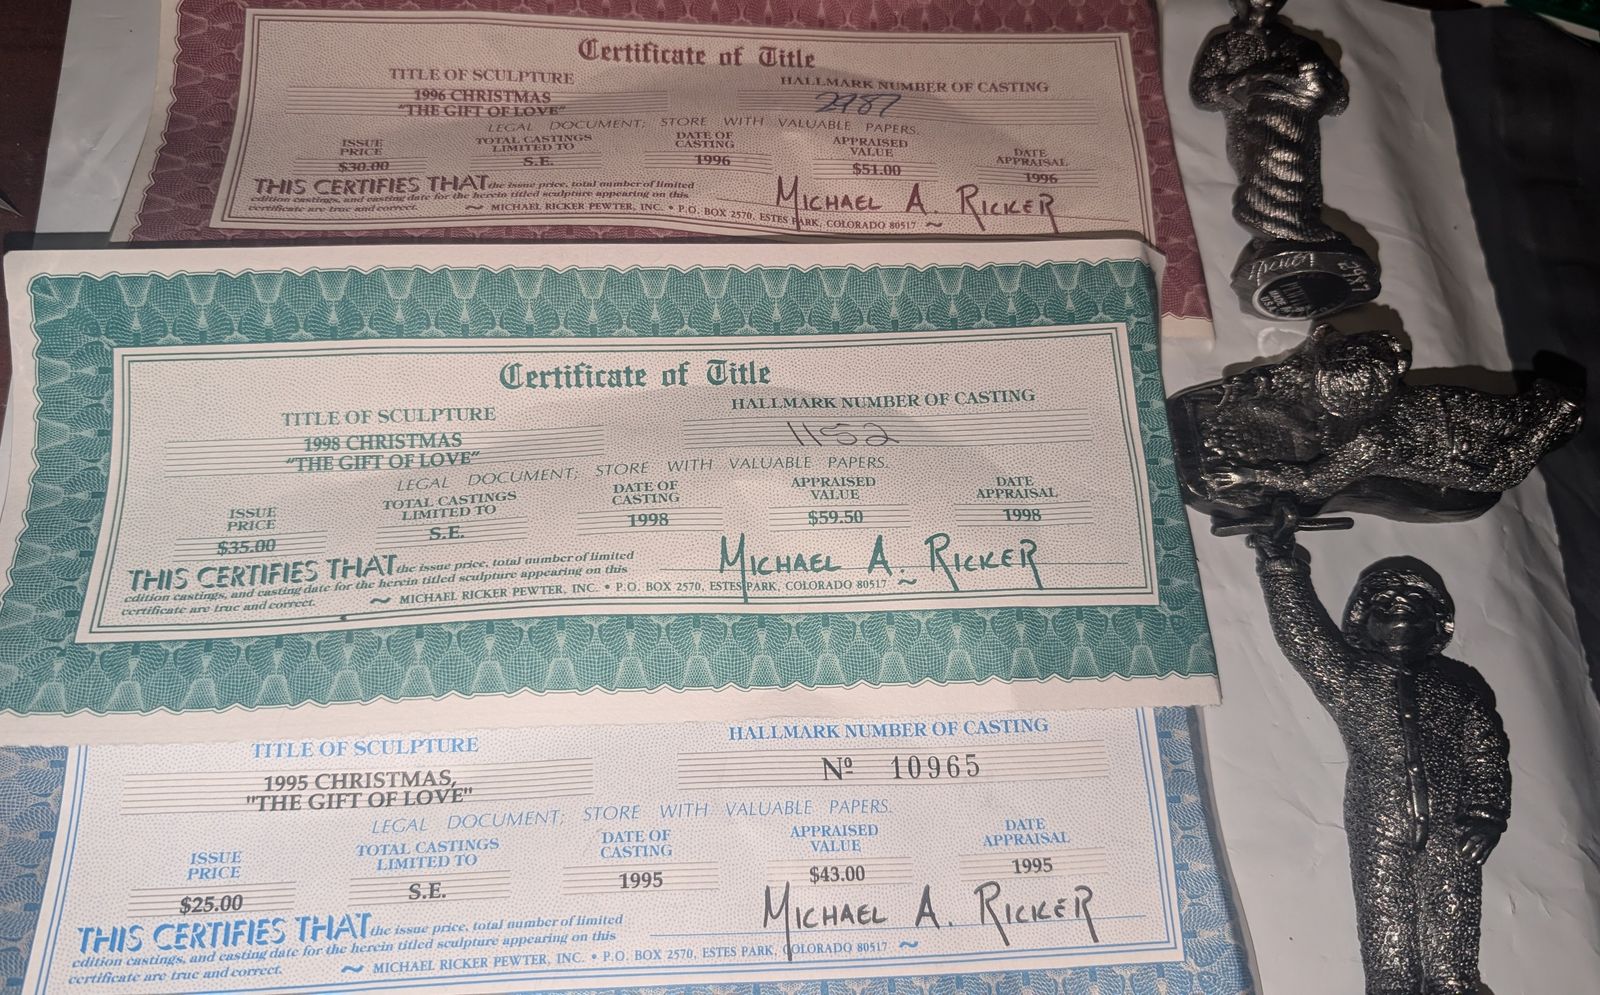 Certificate of Title
TITLE OF SCULPTURE
HALLMARK NUMBER OF CASTING
1996 CHRISTMAS
"THE GIFT OF LOVE"
2987
LEGAL DOCUMENT; STORE WITH VALUABLE PAPERS.
ISSUE PRICE
$30.00
TOTAL CASTINGS LIMITED TO
S.E.
DATE OF CASTING
1996
APPRAISED VALUE
$51.00
DATE APPRAISAL
1996
THIS CERTIFIES THAT the issue price, total number of limited
edition castings, and casting date for the herein titled sculpture appearing on this
certificate are true and correct.
MICHAEL A. RICKER
~ MICHAEL RICKER PEWTER, INC. • P.O. BOX 2570, ESTES PARK, COLORADO 80517 ~
Certificate of Title
TITLE OF SCULPTURE
HALLMARK NUMBER OF CASTING
1998 CHRISTMAS
"THE GIFT OF LOVE"
1152
LEGAL DOCUMENT; STORE WITH VALUABLE PAPERS.
ISSUE PRICE
$35.00
TOTAL CASTINGS LIMITED TO
S.E.
DATE OF CASTING
1998
APPRAISED VALUE
$59.50
DATE APPRAISAL
1998
THIS CERTIFIES THAT the issue price, total number of limited
edition castings, and casting date for the herein titled sculpture appearing on this
certificate are true and correct.
MICHAEL A. RICKER
~ MICHAEL RICKER PEWTER, INC. • P.O. BOX 2570, ESTES PARK, COLORADO 80517 ~
TITLE OF SCULPTURE
HALLMARK NUMBER OF CASTING
1995 CHRISTMAS,
"THE GIFT OF LOVE"
Nº 10965
LEGAL DOCUMENT; STORE WITH VALUABLE PAPERS.
ISSUE PRICE
$25.00
TOTAL CASTINGS LIMITED TO
S.E.
DATE OF CASTING
1995
APPRAISED VALUE
$43.00
DATE APPRAISAL
1995
THIS CERTIFIES THAT the issue price, total number of limited
edition castings, and casting date for the herein titled sculpture appearing on this
certificate are true and correct.
MICHAEL A. RICKER
~ MICHAEL RICKER PEWTER, INC. • P.O. BOX 2570, ESTES PARK, COLORADO 80517 ~
2987